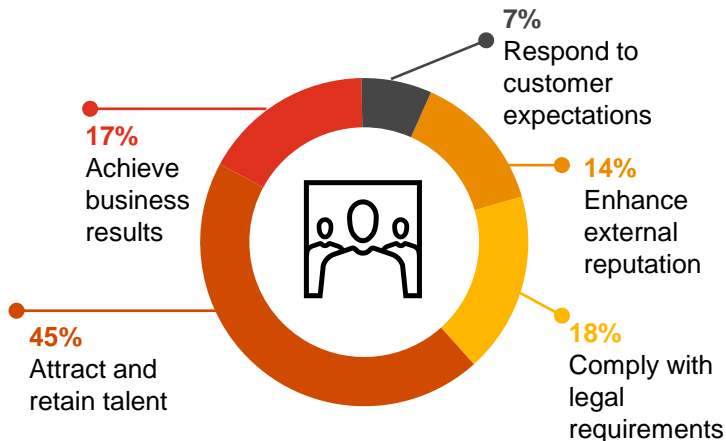 7%
Respond to
customer
expectations
17%
Achieve
business
results
14%
Enhance
external
reputation
45%
Attract and
retain talent
18%
Comply with
legal
requirements